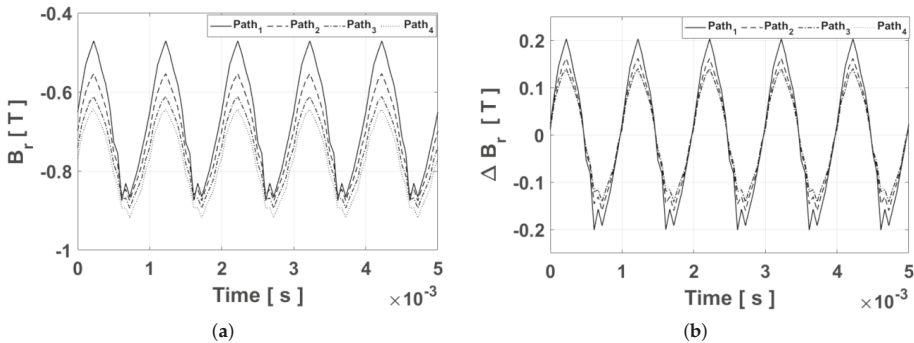 Path1 Path2 Path3 Path4
-0.4
-0.6
-0.8
-1
Br [ T ]
0 1 2 3 4 5
×10-3
Time [ s ]
(a)
Path1 Path2 Path3 Path4
0.2
0.1
0
-0.1
-0.2
Δ Br [ T ]
0 1 2 3 4 5
×10-3
Time [ s ]
(b)